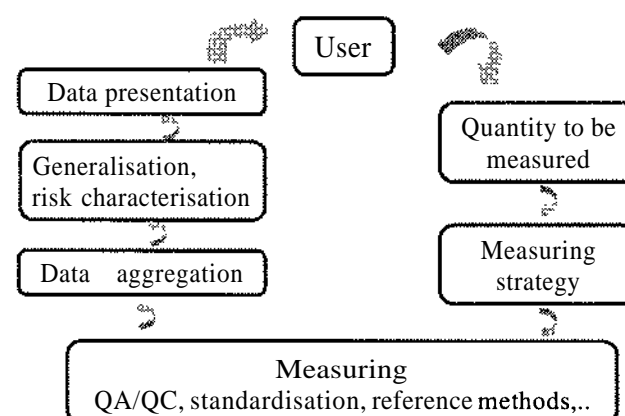 User
Data presentation
Generalisation,
risk characterisation
Data aggregation
Quantity to be
measured
Measuring
strategy
Measuring
QA/QC, standardisation, reference methods,..